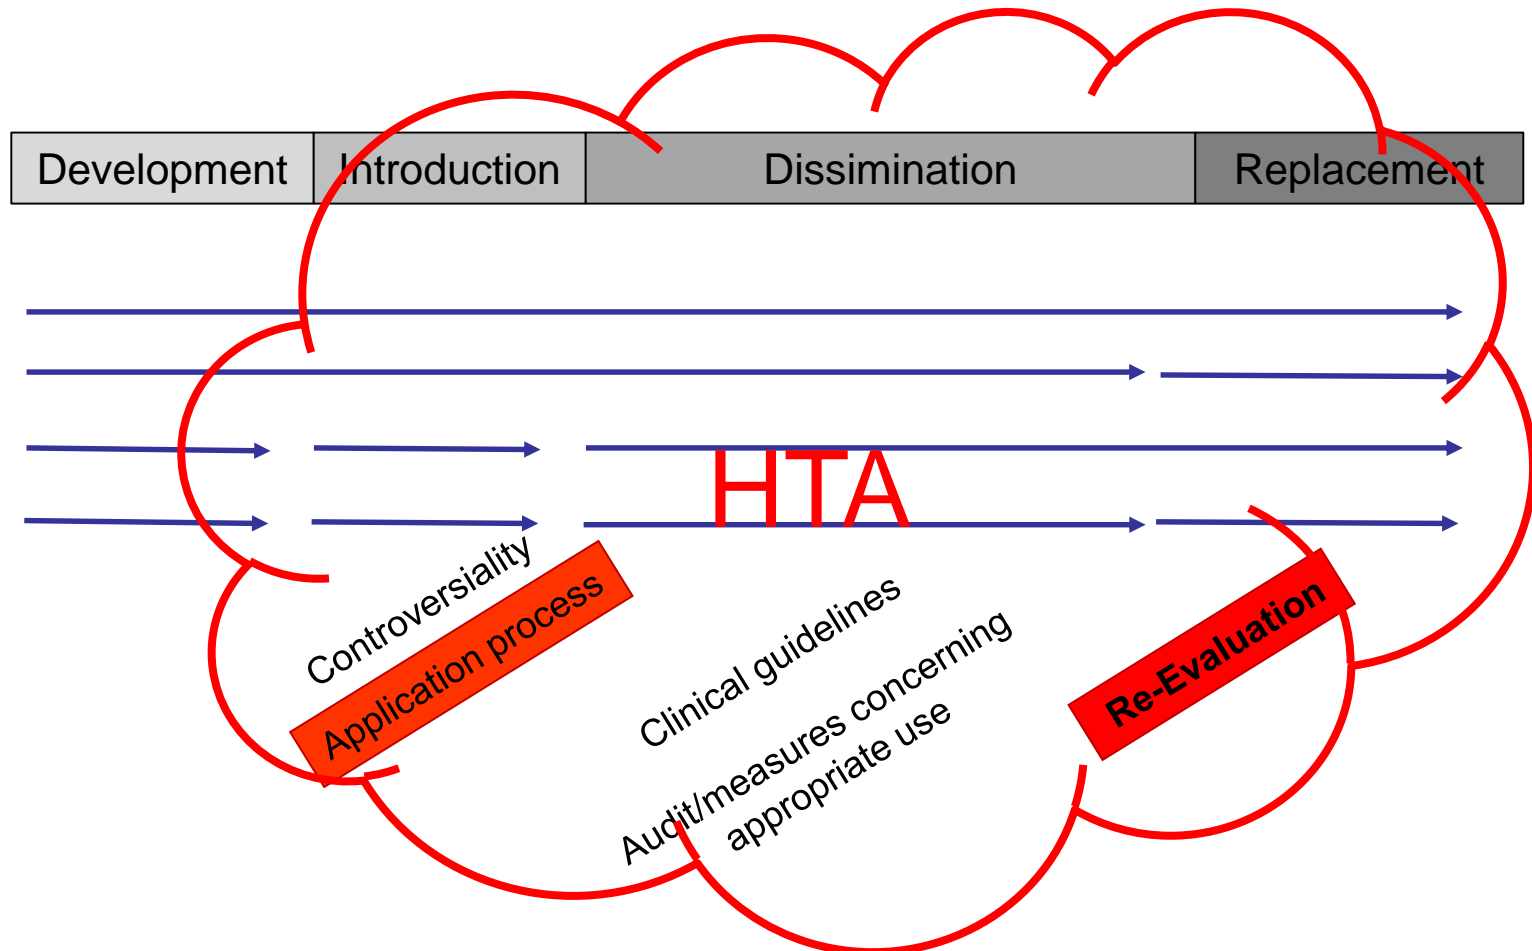 Development
Introduction
Dissimination
Replacement
HTA
Controversiality
Application process
Clinical guidelines
Audit/measures concerning
appropriate use
Re-Evaluation